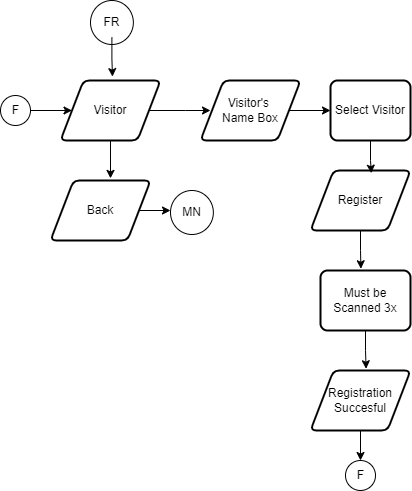 FR
F
Visitor
Visitor's
Name Box
Select Visitor
Back
MN
Register
Must be
Scanned 3x
Registration
Succesful
F